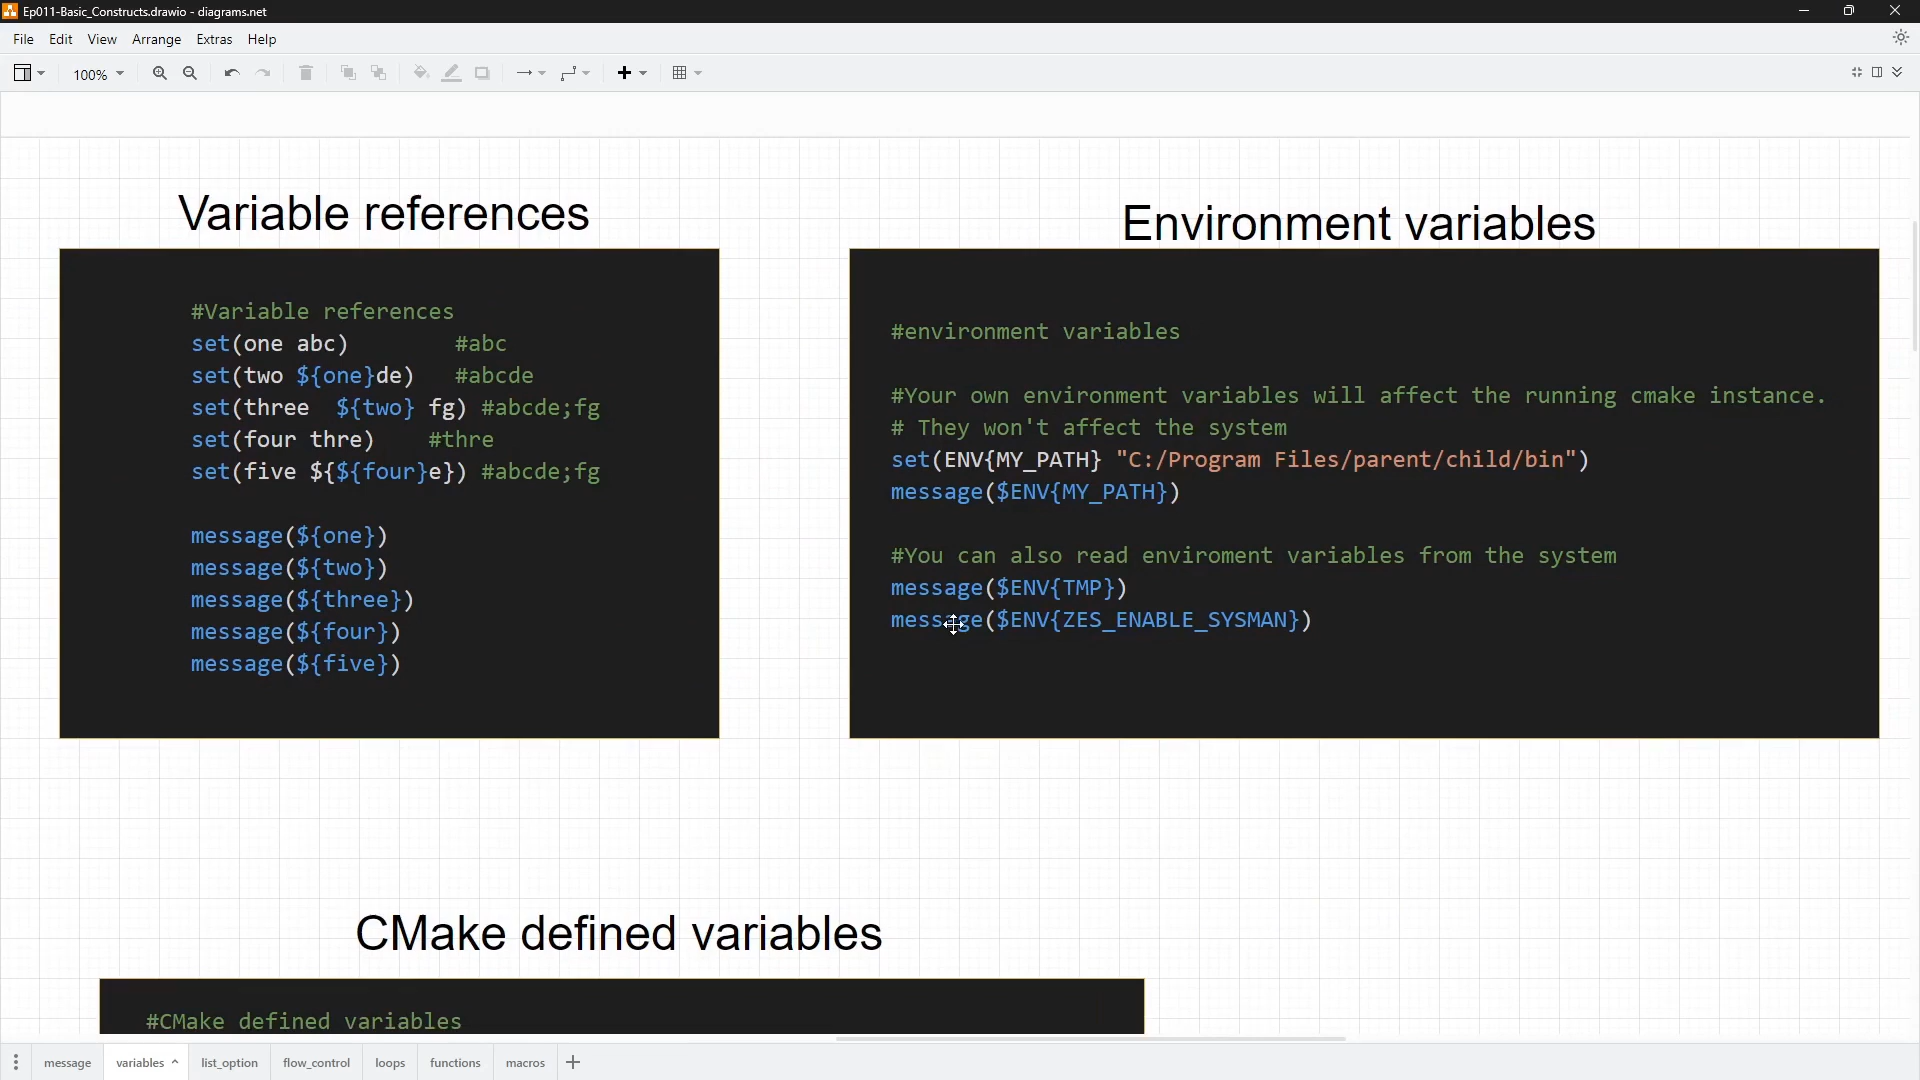 Ep011-Basic_Constructs.drawio - diagrams.net
File Edit View Arrange Extras Help
100%
Variable references
#Variable references
set(one abc)        #abc
set(two ${one}de)   #abcde
set(three  ${two} fg) #abcde;fg
set(four thre)    #thre
set(five ${${four}e}) #abcde;fg
message(${one})
message(${two})
message(${three})
message(${four})
message(${five})
Environment variables
#environment variables
#Your own environment variables will affect the running cmake instance.
# They won't affect the system
set(ENV{MY_PATH} "C:/Program Files/parent/child/bin")
message($ENV{MY_PATH})
#You can also read enviroment variables from the system
message($ENV{TMP})
message($ENV{ZES_ENABLE_SYSMAN})
CMake defined variables
#CMake defined variables
message variables list_option flow_control loops functions macros